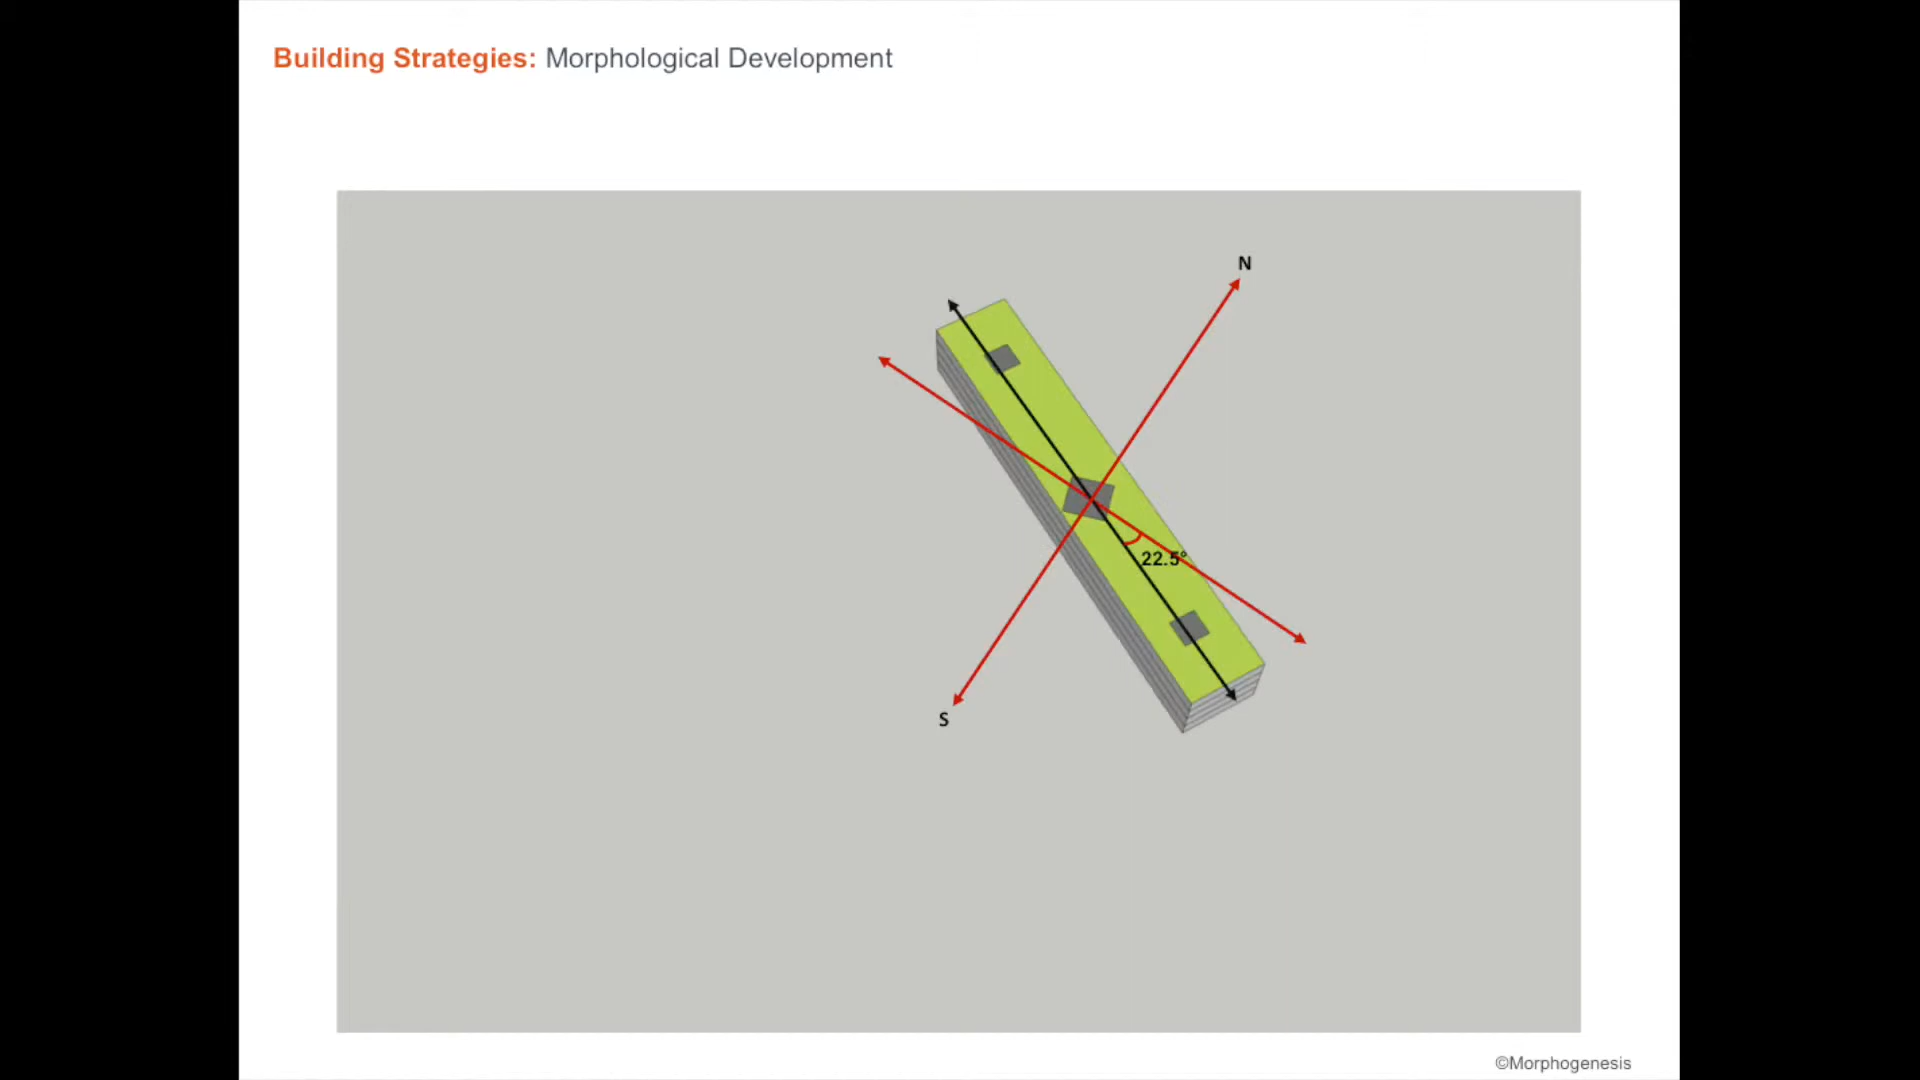 Building Strategies: Morphological Development
N
22.5°
S
©Morphogenesis